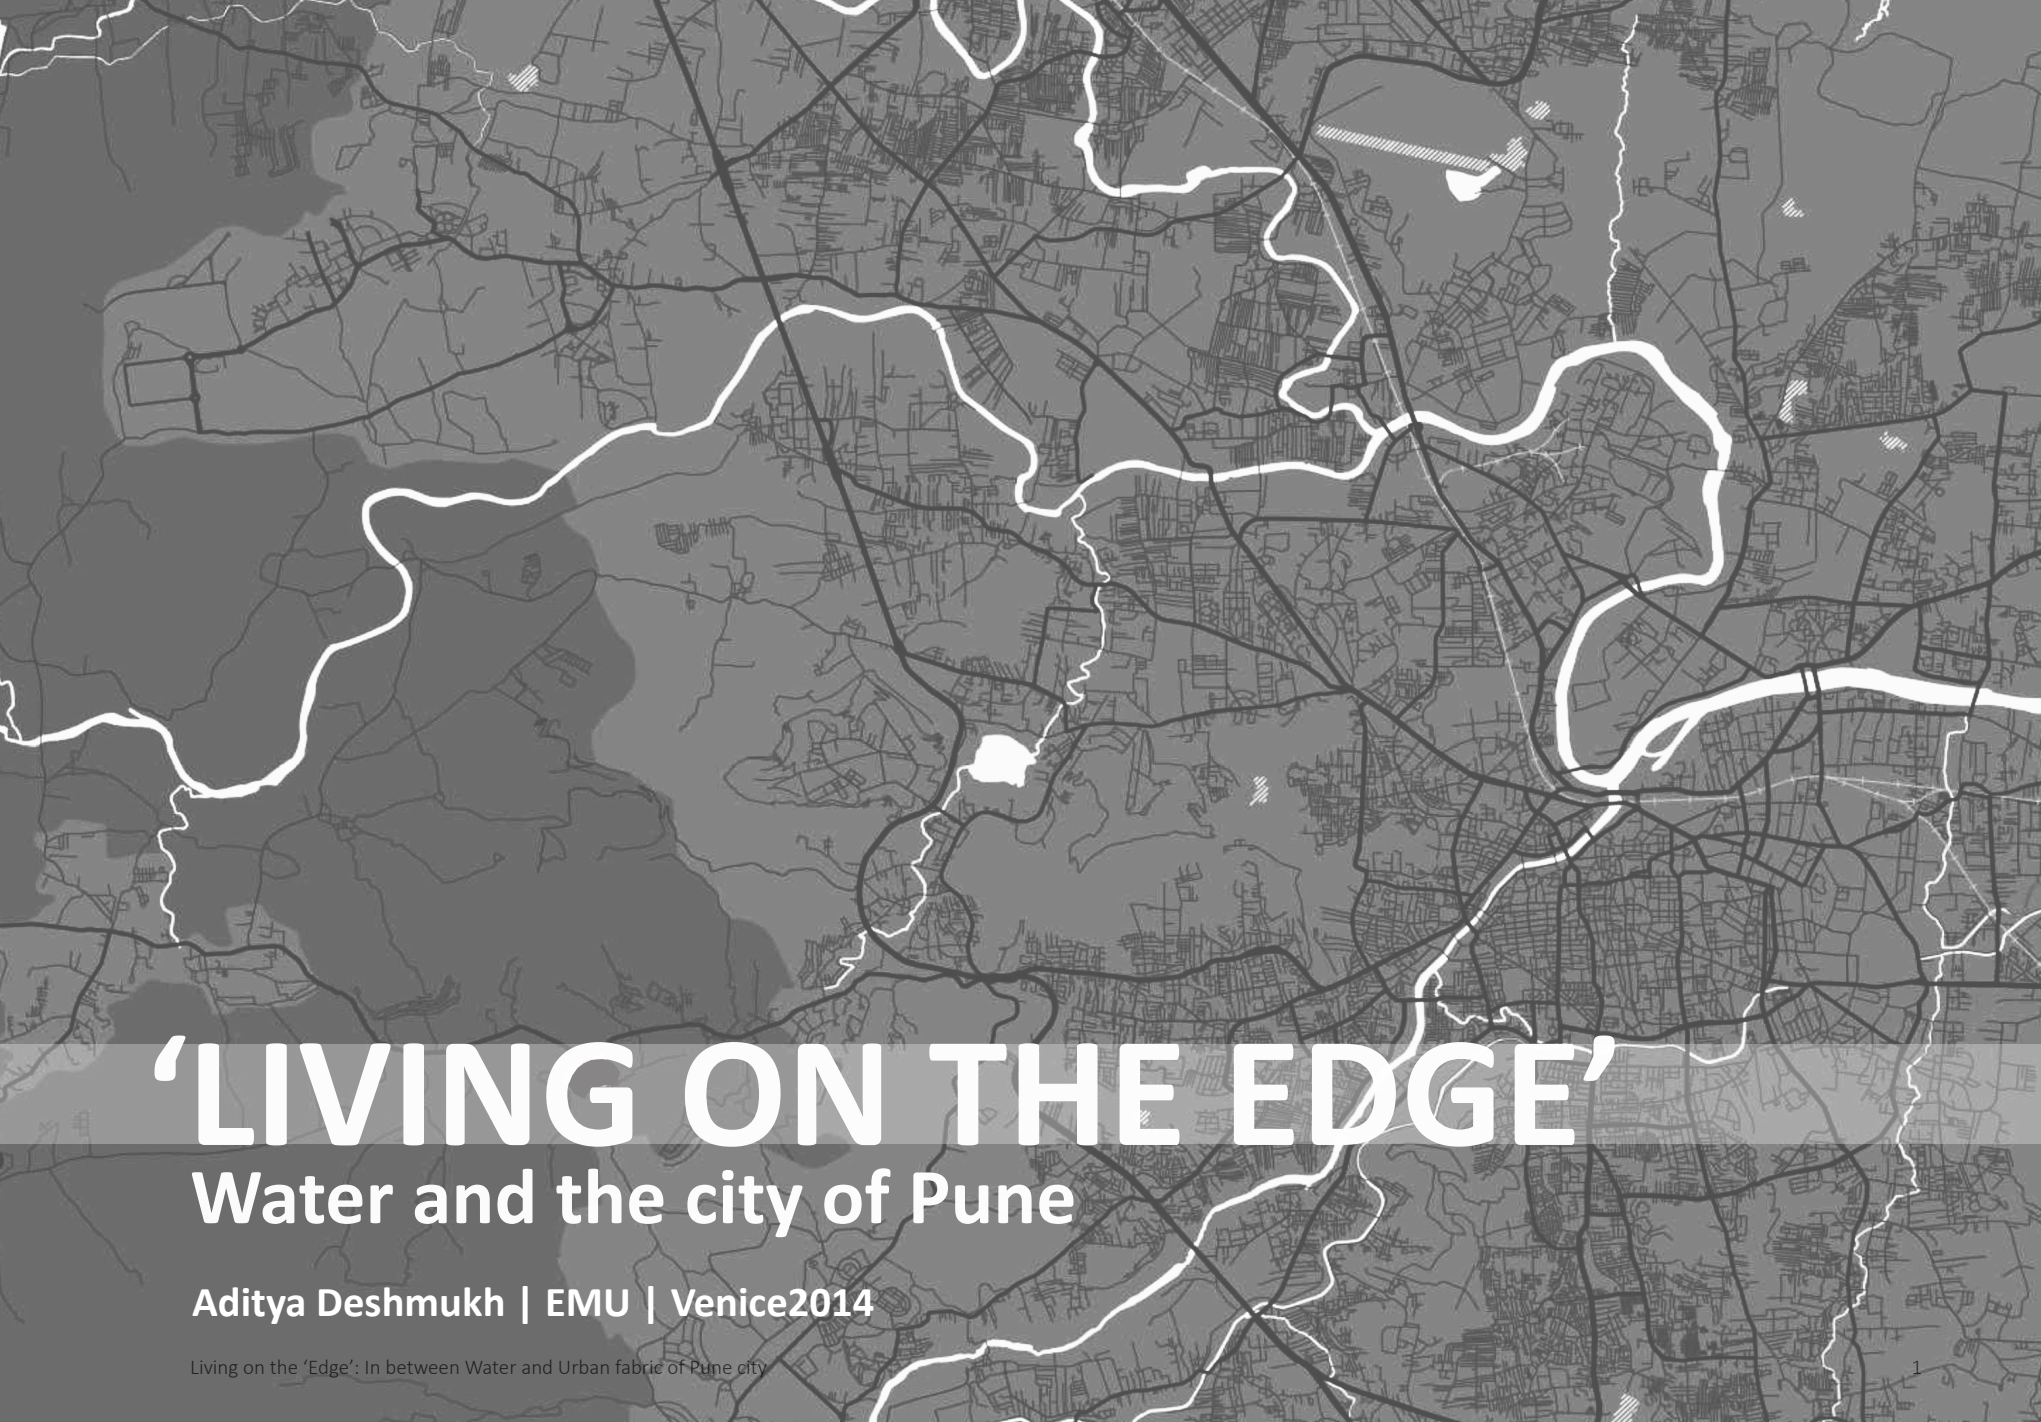 ‘LIVING ON THE EDGE’
Water and the city of Pune
Aditya Deshmukh | EMU | Venice2014
Living on the ‘Edge’: In between Water and Urban fabric of Pune city
1